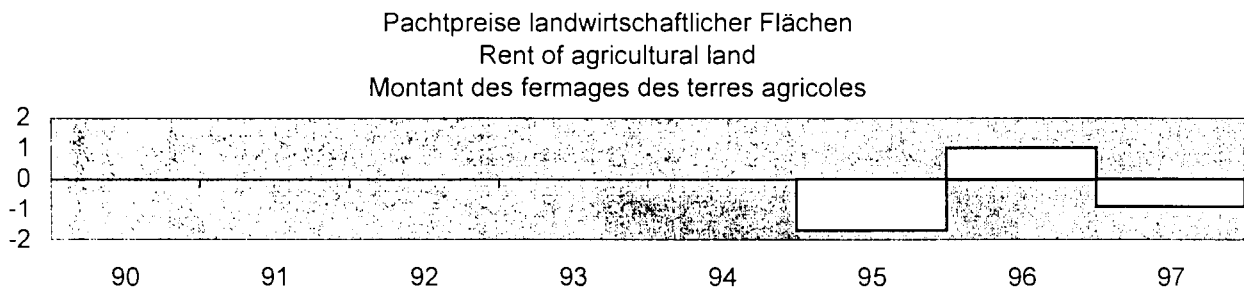 Pachtpreise landwirtschaftlicher Flächen
Rent of agricultural land
Montant des fermages des terres agricoles
2
1
0
-1
-2
90 91 92 93 94 95 96 97